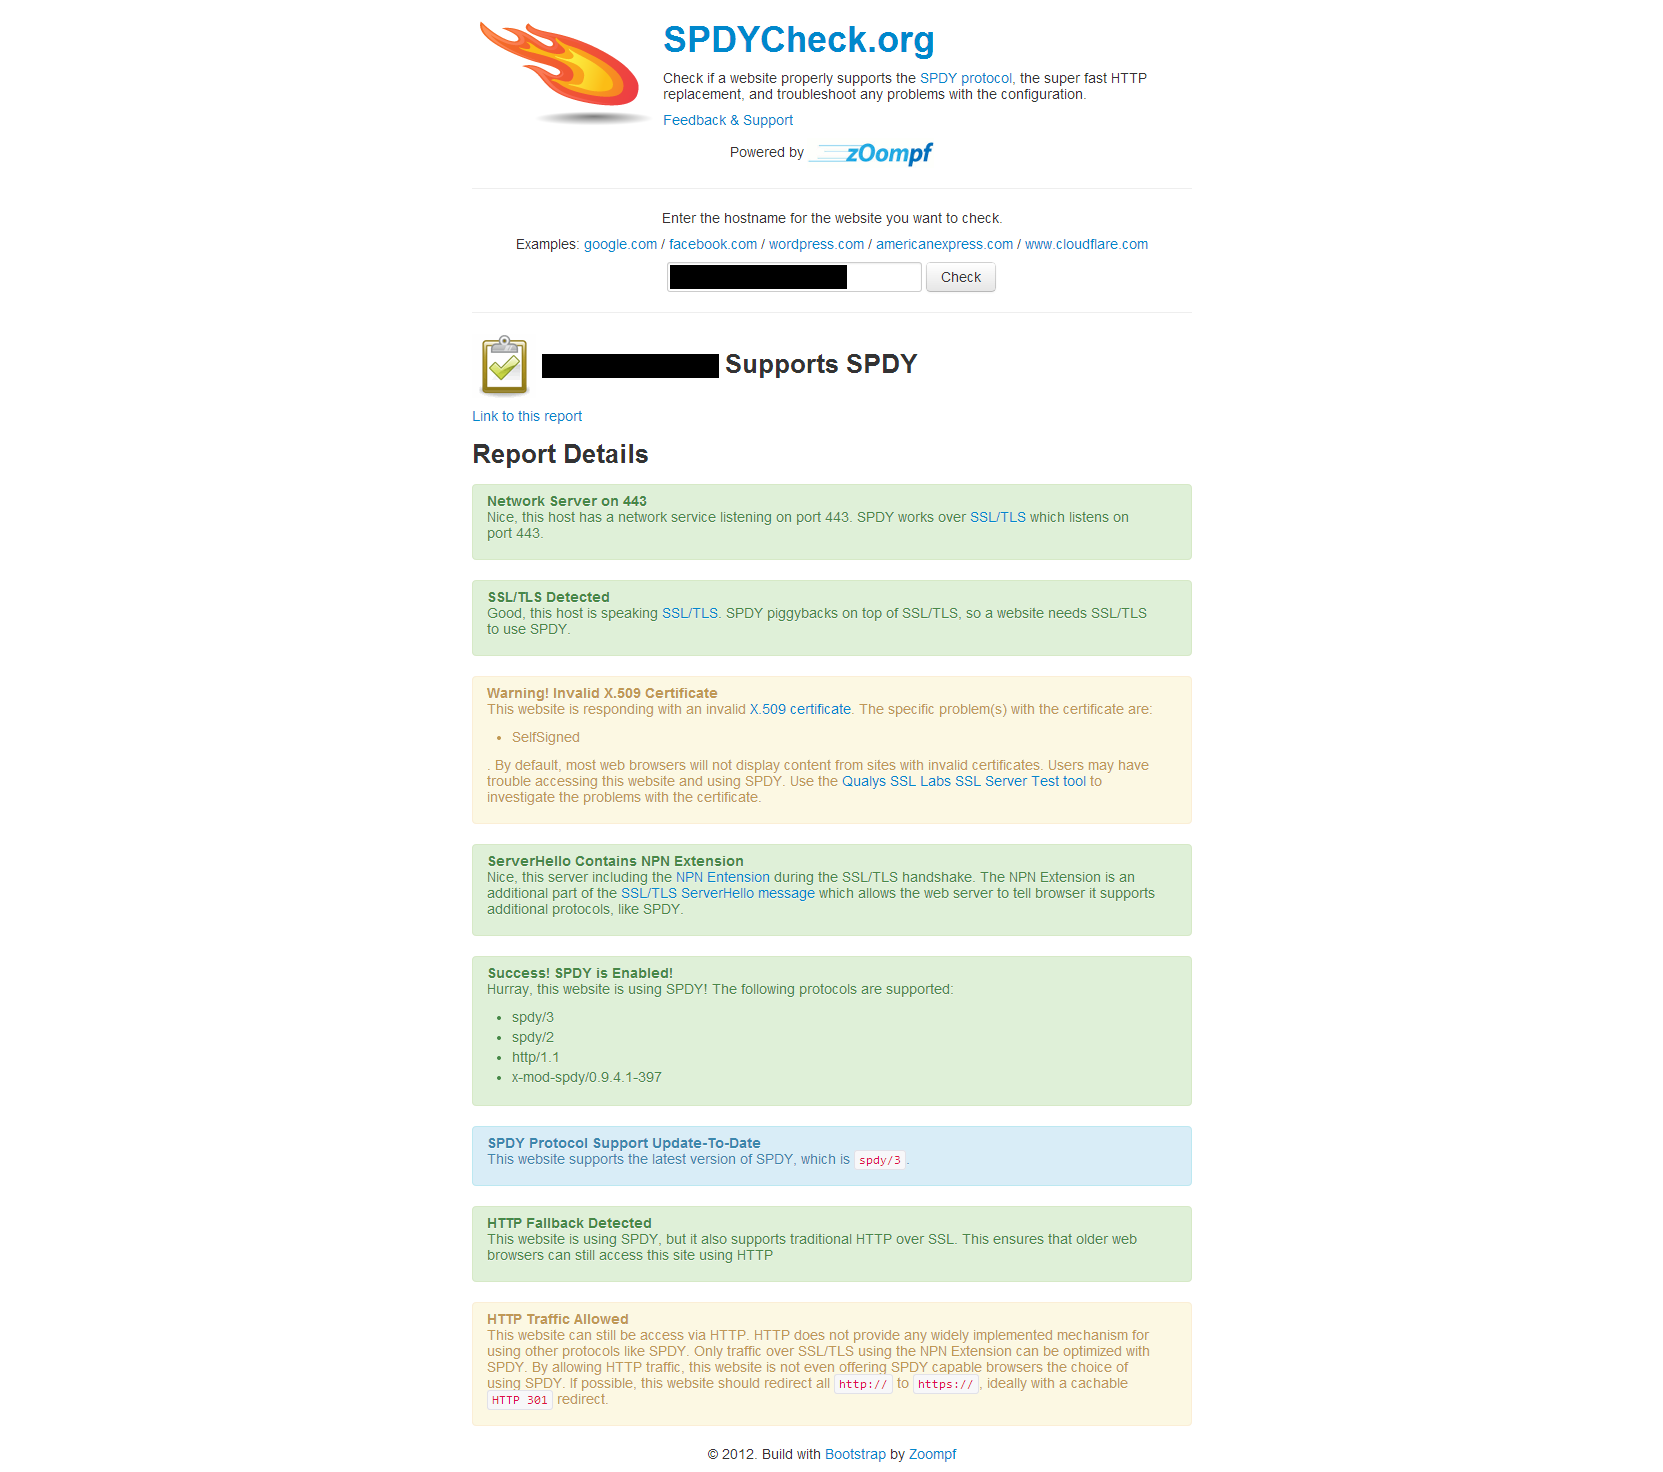 SPDYCheck.org
Check if a website properly supports the SPDY protocol, the super fast HTTP
replacement, and troubleshoot any problems with the configuration.
Feedback & Support
Powered by zOompf
Enter the hostname for the website you want to check.
Examples: google.com / facebook.com / wordpress.com / americanexpress.com / www.cloudflare.com
Check
Supports SPDY
Link to this report
Report Details
Network Server on 443
Nice, this host has a network service listening on port 443. SPDY works over SSL/TLS which listens on
port 443.
SSL/TLS Detected
Good, this host is speaking SSL/TLS. SPDY piggybacks on top of SSL/TLS, so a website needs SSL/TLS
to use SPDY.
Warning! Invalid X.509 Certificate
This website is responding with an invalid X.509 certificate. The specific problem(s) with the certificate are:
• SelfSigned
. By default, most web browsers will not display content from sites with invalid certificates. Users may have
trouble accessing this website and using SPDY. Use the Qualys SSL Labs SSL Server Test tool to
investigate the problems with the certificate.
ServerHello Contains NPN Extension
Nice, this server including the NPN Entension during the SSL/TLS handshake. The NPN Extension is an
additional part of the SSL/TLS ServerHello message which allows the web server to tell browser it supports
additional protocols, like SPDY.
Success! SPDY is Enabled!
Hurray, this website is using SPDY! The following protocols are supported:
• spdy/3
• spdy/2
• http/1.1
• x-mod-spdy/0.9.4.1-397
SPDY Protocol Support Update-To-Date
This website supports the latest version of SPDY, which is spdy/3.
HTTP Fallback Detected
This website is using SPDY, but it also supports traditional HTTP over SSL. This ensures that older web
browsers can still access this site using HTTP
HTTP Traffic Allowed
This website can still be access via HTTP. HTTP does not provide any widely implemented mechanism for
using other protocols like SPDY. Only traffic over SSL/TLS using the NPN Extension can be optimized with
SPDY. By allowing HTTP traffic, this website is not even offering SPDY capable browsers the choice of
using SPDY. If possible, this website should redirect all http:// to https://, ideally with a cachable
HTTP 301 redirect.
© 2012. Build with Bootstrap by Zoompf